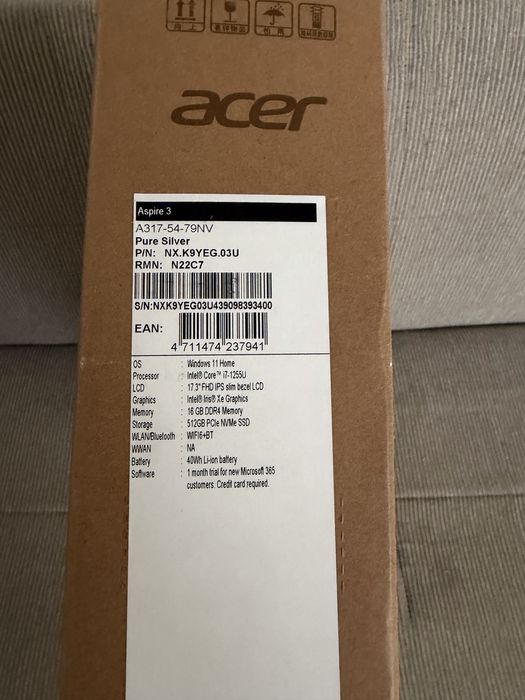 向上
acer
Aspire 3
A317-54-79NV
Pure Silver
P/N: NX.K9YEG.03U
RMN: N22C7
S/N:NXK9YEG03U439098393400
EAN:
4 711474 237941
OS : Windows 11 Home
Processor : Intel® Core™ i7-1255U
LCD : 17.3" FHD IPS slim bezel LCD
Graphics : Intel® Iris® Xe Graphics
Memory : 16 GB DDR4 Memory
Storage : 512GB PCIe NVMe SSD
WLAN/Bluetooth : WIFI6+BT
WWAN : NA
Battery : 40Wh Li-ion battery
Software : 1 month trial for new Microsoft 365
customers. Credit card required.